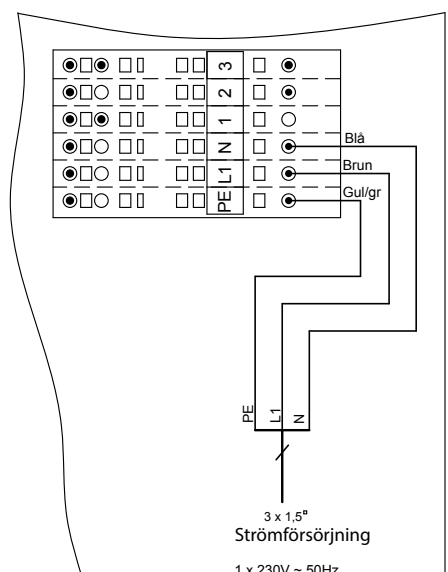 3
2
1
N
L1
PE
Blå
Brun
Gul/gr
PE
L1
N
3 x 1,5¤
Strömförsörjning
1 x 230V ~ 50Hz